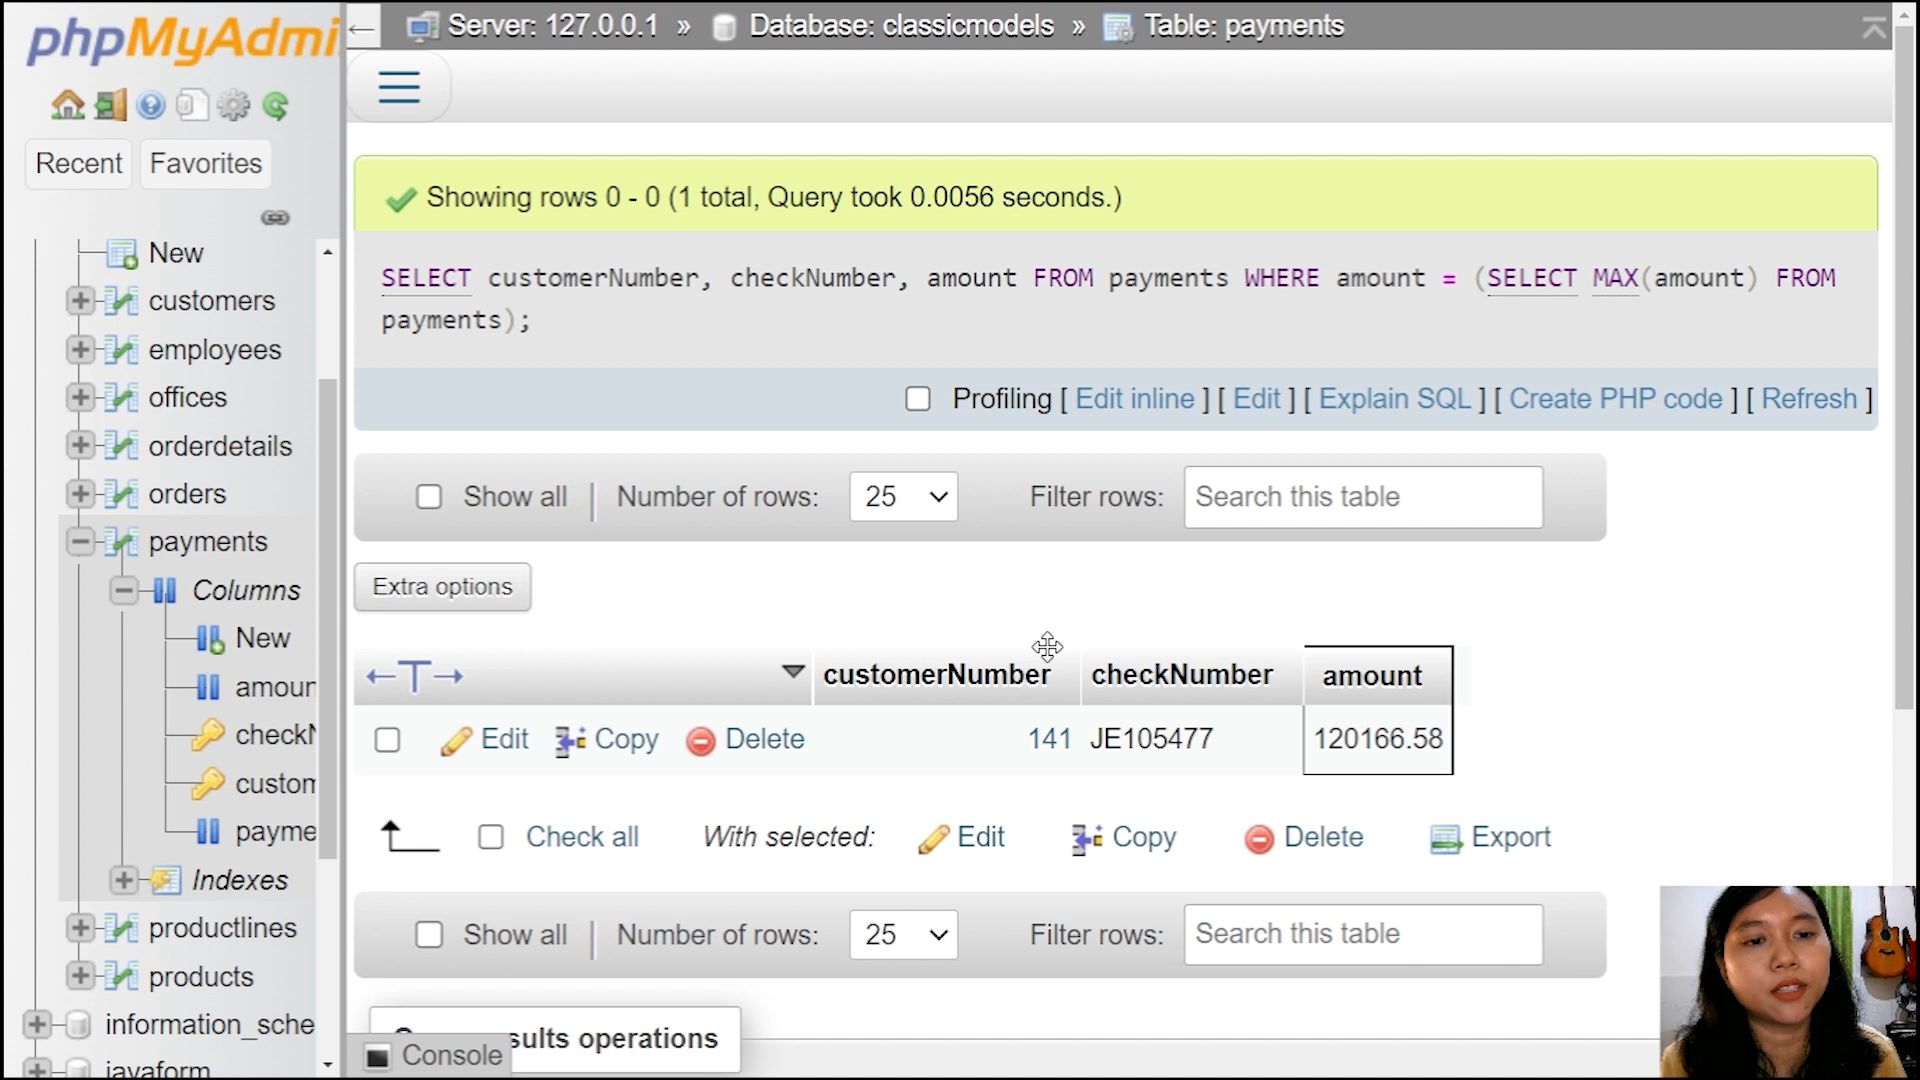 phpMyAdmi
Server: 127.0.0.1 » Database: classicmodels » Table: payments
Recent Favorites
New
customers
employees
offices
orderdetails
orders
payments
Columns
New
amoun
checkN
custom
payme
Indexes
productlines
products
information_sche
javaform
Showing rows 0 - 0 (1 total, Query took 0.0056 seconds.)
SELECT customerNumber, checkNumber, amount FROM payments WHERE amount = (SELECT MAX(amount) FROM
payments);
Profiling [ Edit inline ] [ Edit ] [ Explain SQL ] [ Create PHP code ] [ Refresh ]
Show all | Number of rows: 25 Filter rows: Search this table
Extra options
←T→ customerNumber checkNumber amount
Edit Copy Delete 141 JE105477 120166.58
Check all With selected: Edit Copy Delete Export
Show all | Number of rows: 25 Filter rows: Search this table
sults operations
Console